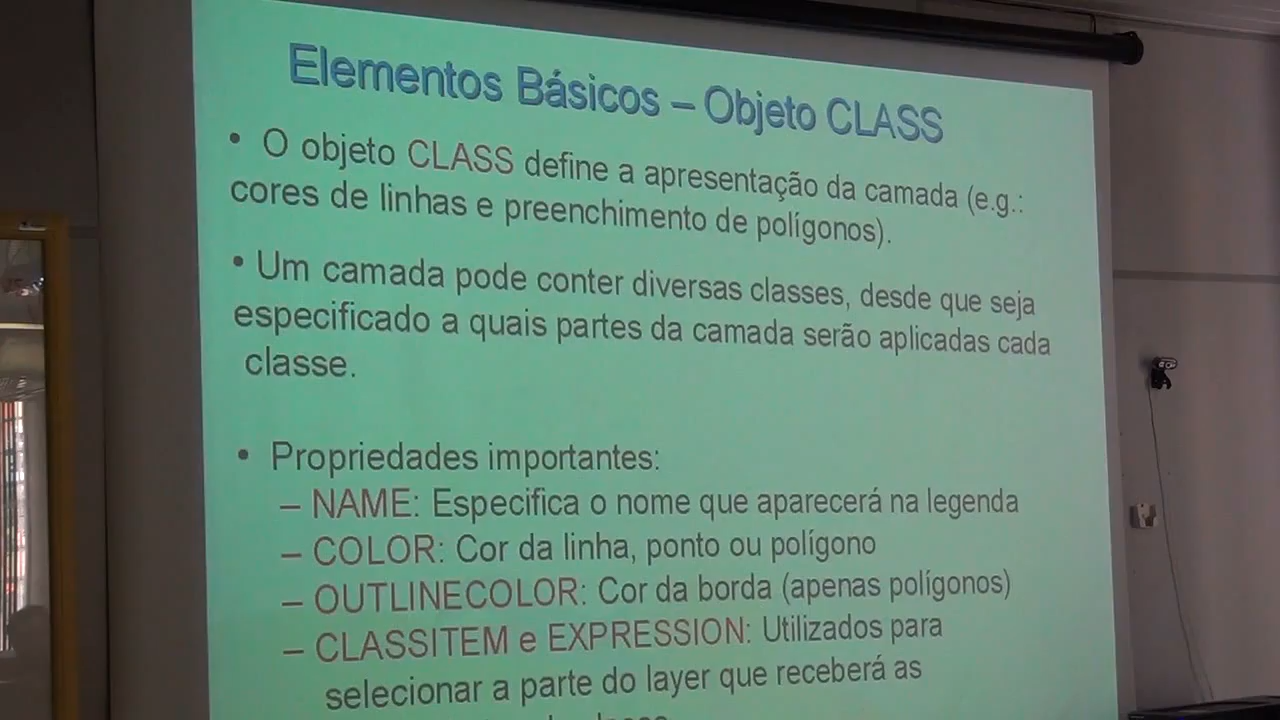 Elementos Básicos – Objeto CLASS
• O objeto CLASS define a apresentação da camada (e.g.:
cores de linhas e preenchimento de polígonos).
• Um camada pode conter diversas classes, desde que seja
especificado a quais partes da camada serão aplicadas cada
classe.
• Propriedades importantes:
– NAME: Especifica o nome que aparecerá na legenda
– COLOR: Cor da linha, ponto ou polígono
– OUTLINECOLOR: Cor da borda (apenas polígonos)
– CLASSITEM e EXPRESSION: Utilizados para
selecionar a parte do layer que receberá as